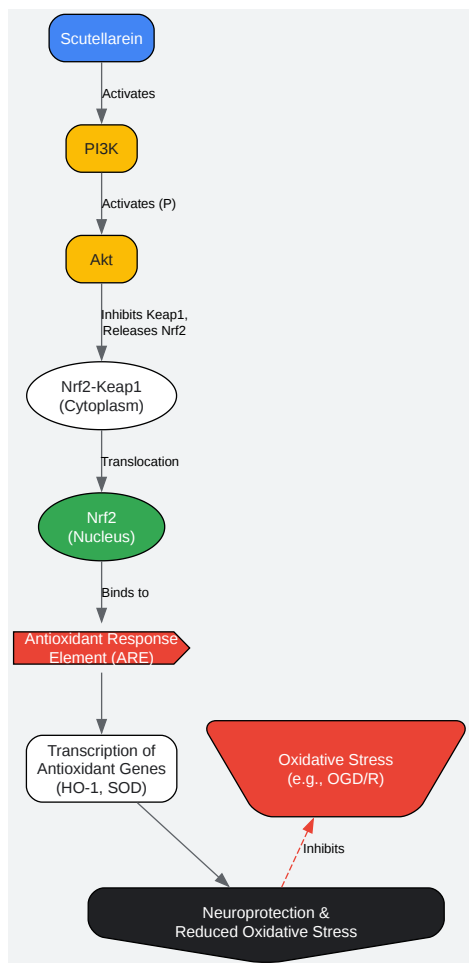 Scutellarein
Activates
PI3K
Activates (P)
Akt
Inhibits Keap1,
Releases Nrf2
Nrf2-Keap1
(Cytoplasm)
Translocation
Nrf2
(Nucleus)
Binds to
Antioxidant Response
Element (ARE)
Transcription of
Antioxidant Genes
(HO-1, SOD)
Oxidative Stress
(e.g., OGD/R)
Inhibits
Neuroprotection &
Reduced Oxidative Stress